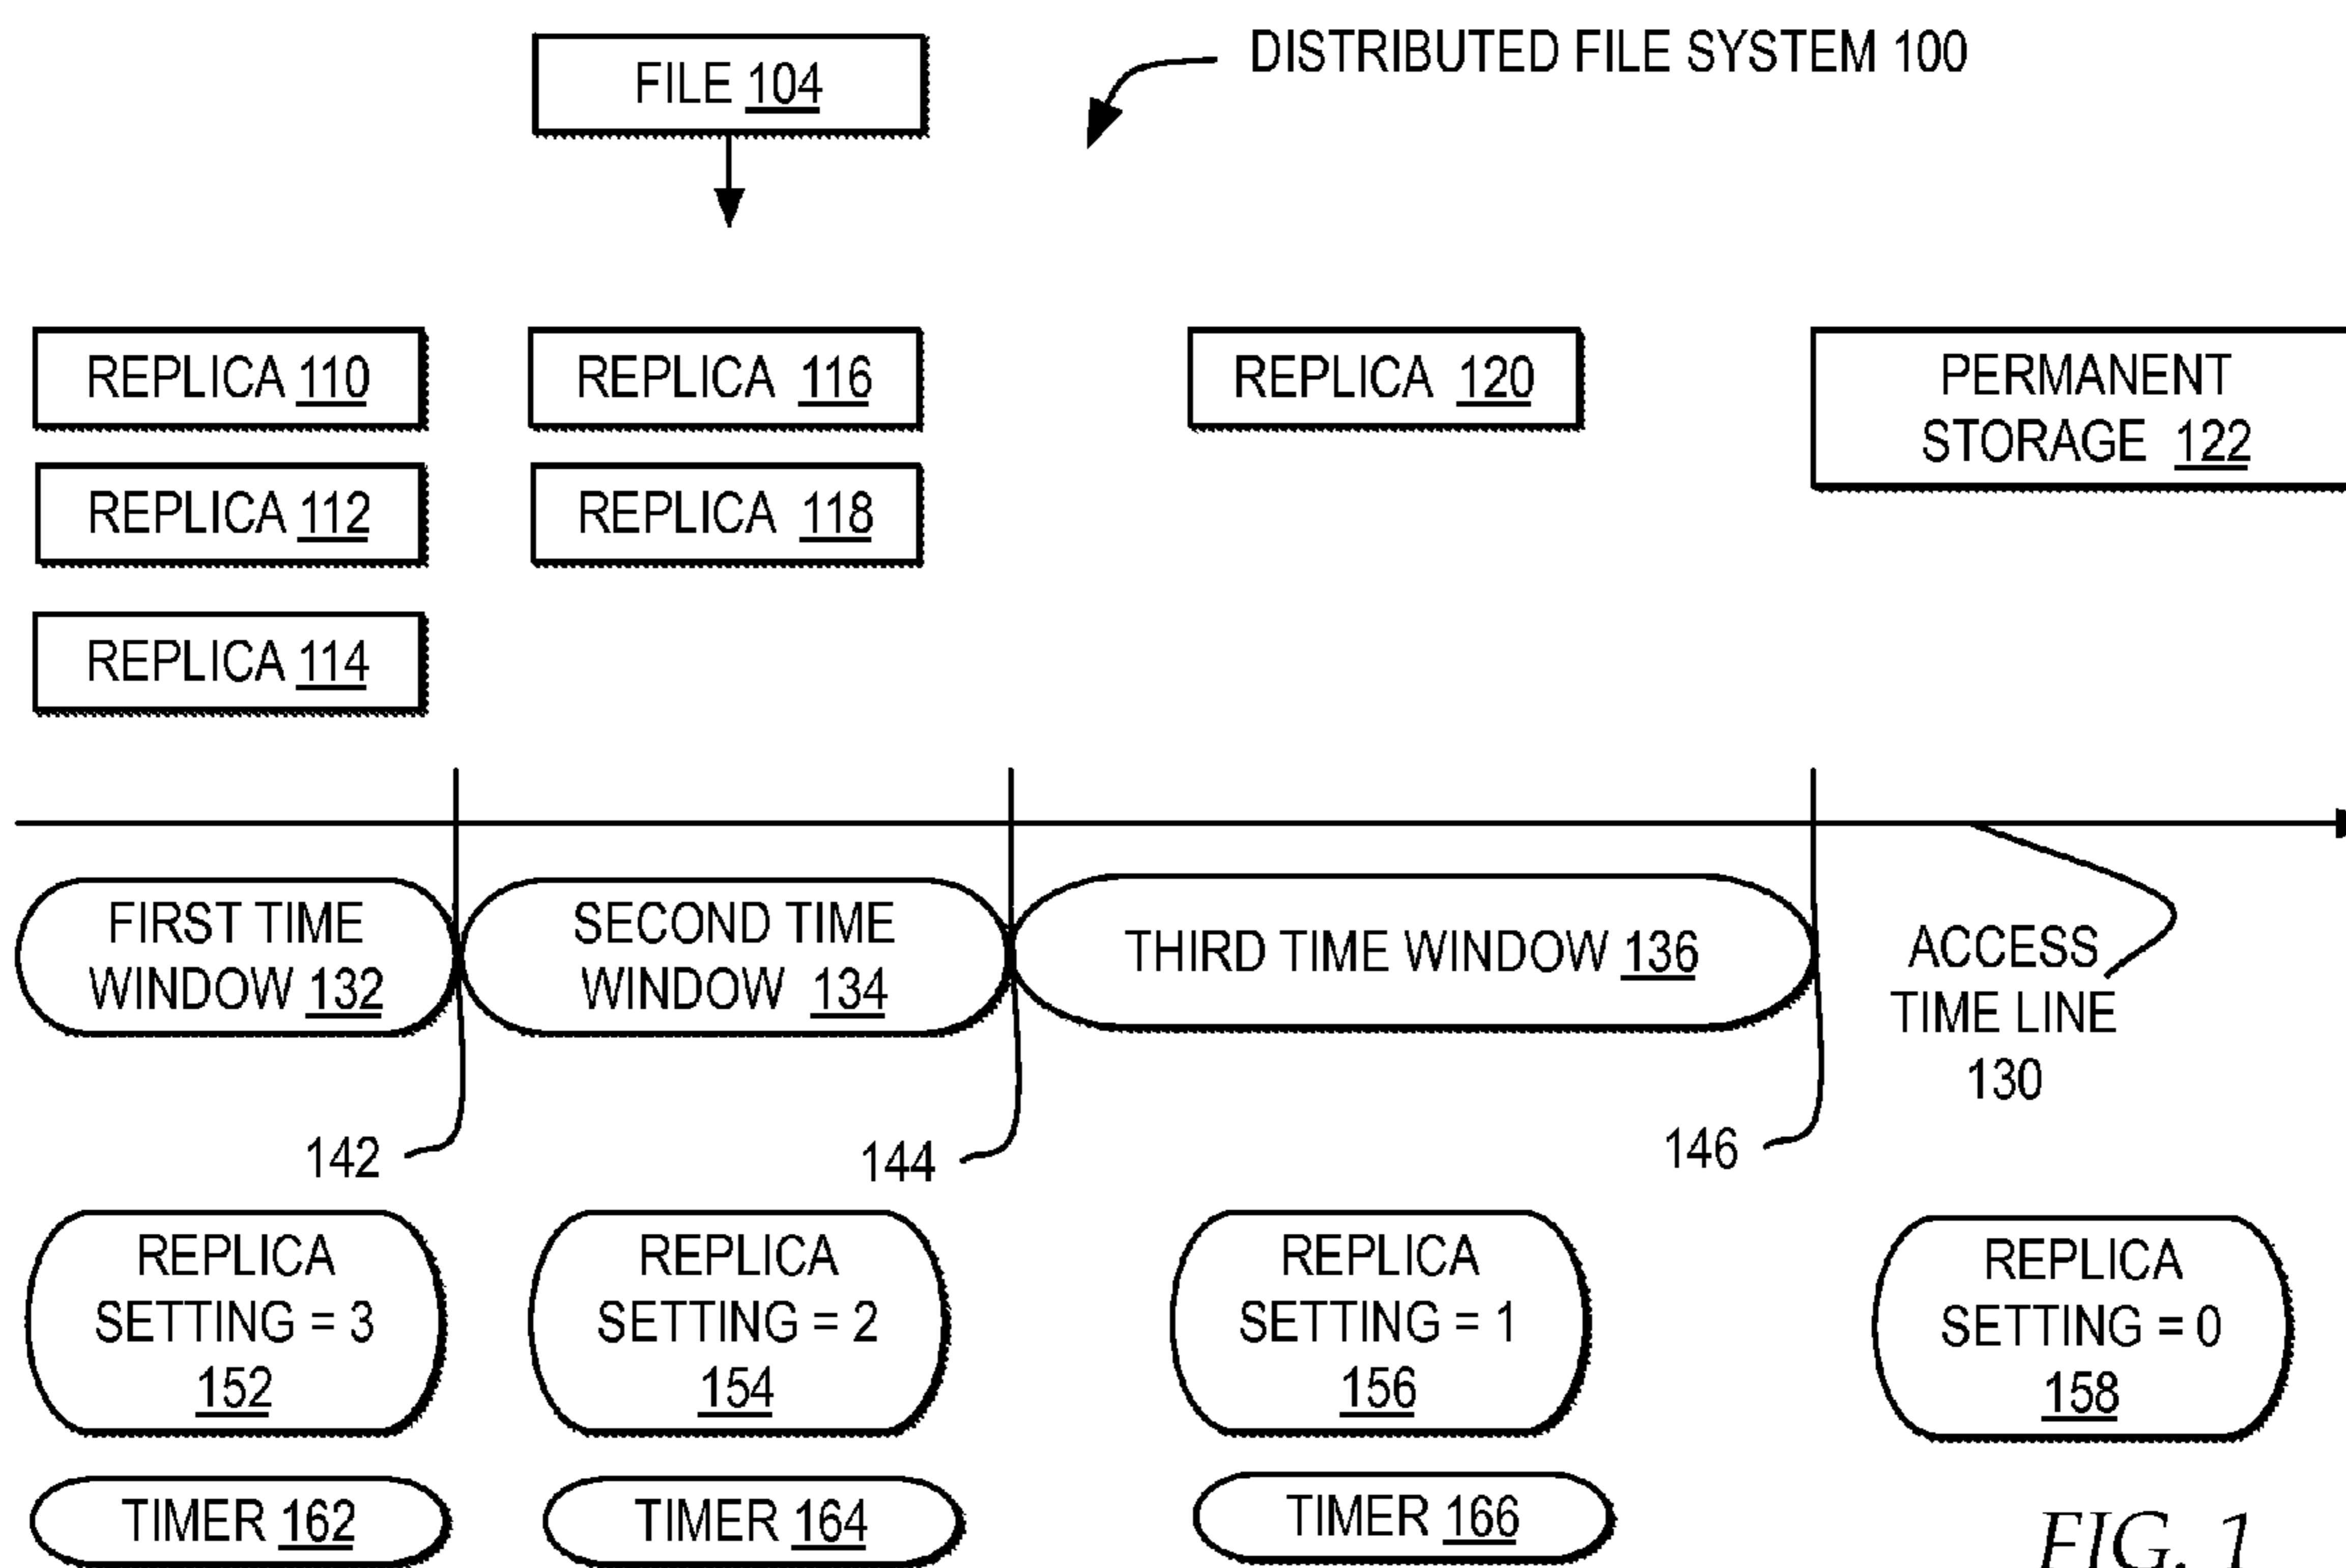 FILE 104
DISTRIBUTED FILE SYSTEM 100
REPLICA 110
REPLICA 116
REPLICA 120
PERMANENT
STORAGE 122
REPLICA 112
REPLICA 118
REPLICA 114
FIRST TIME
WINDOW 132
SECOND TIME
WINDOW 134
THIRD TIME WINDOW 136
ACCESS
TIME LINE
130
142
144
146
REPLICA
SETTING = 3
152
REPLICA
SETTING = 2
154
REPLICA
SETTING = 1
156
REPLICA
SETTING = 0
158
TIMER 162
TIMER 164
TIMER 166
FIG. 1